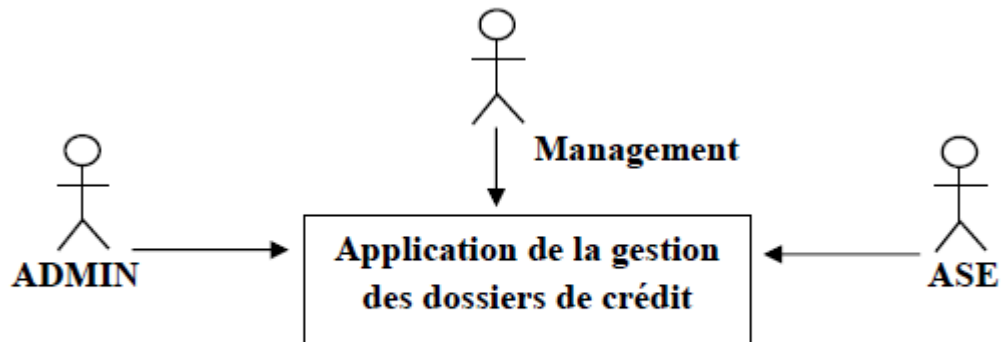 Management
ADMIN
Application de la gestion
des dossiers de crédit
ASE